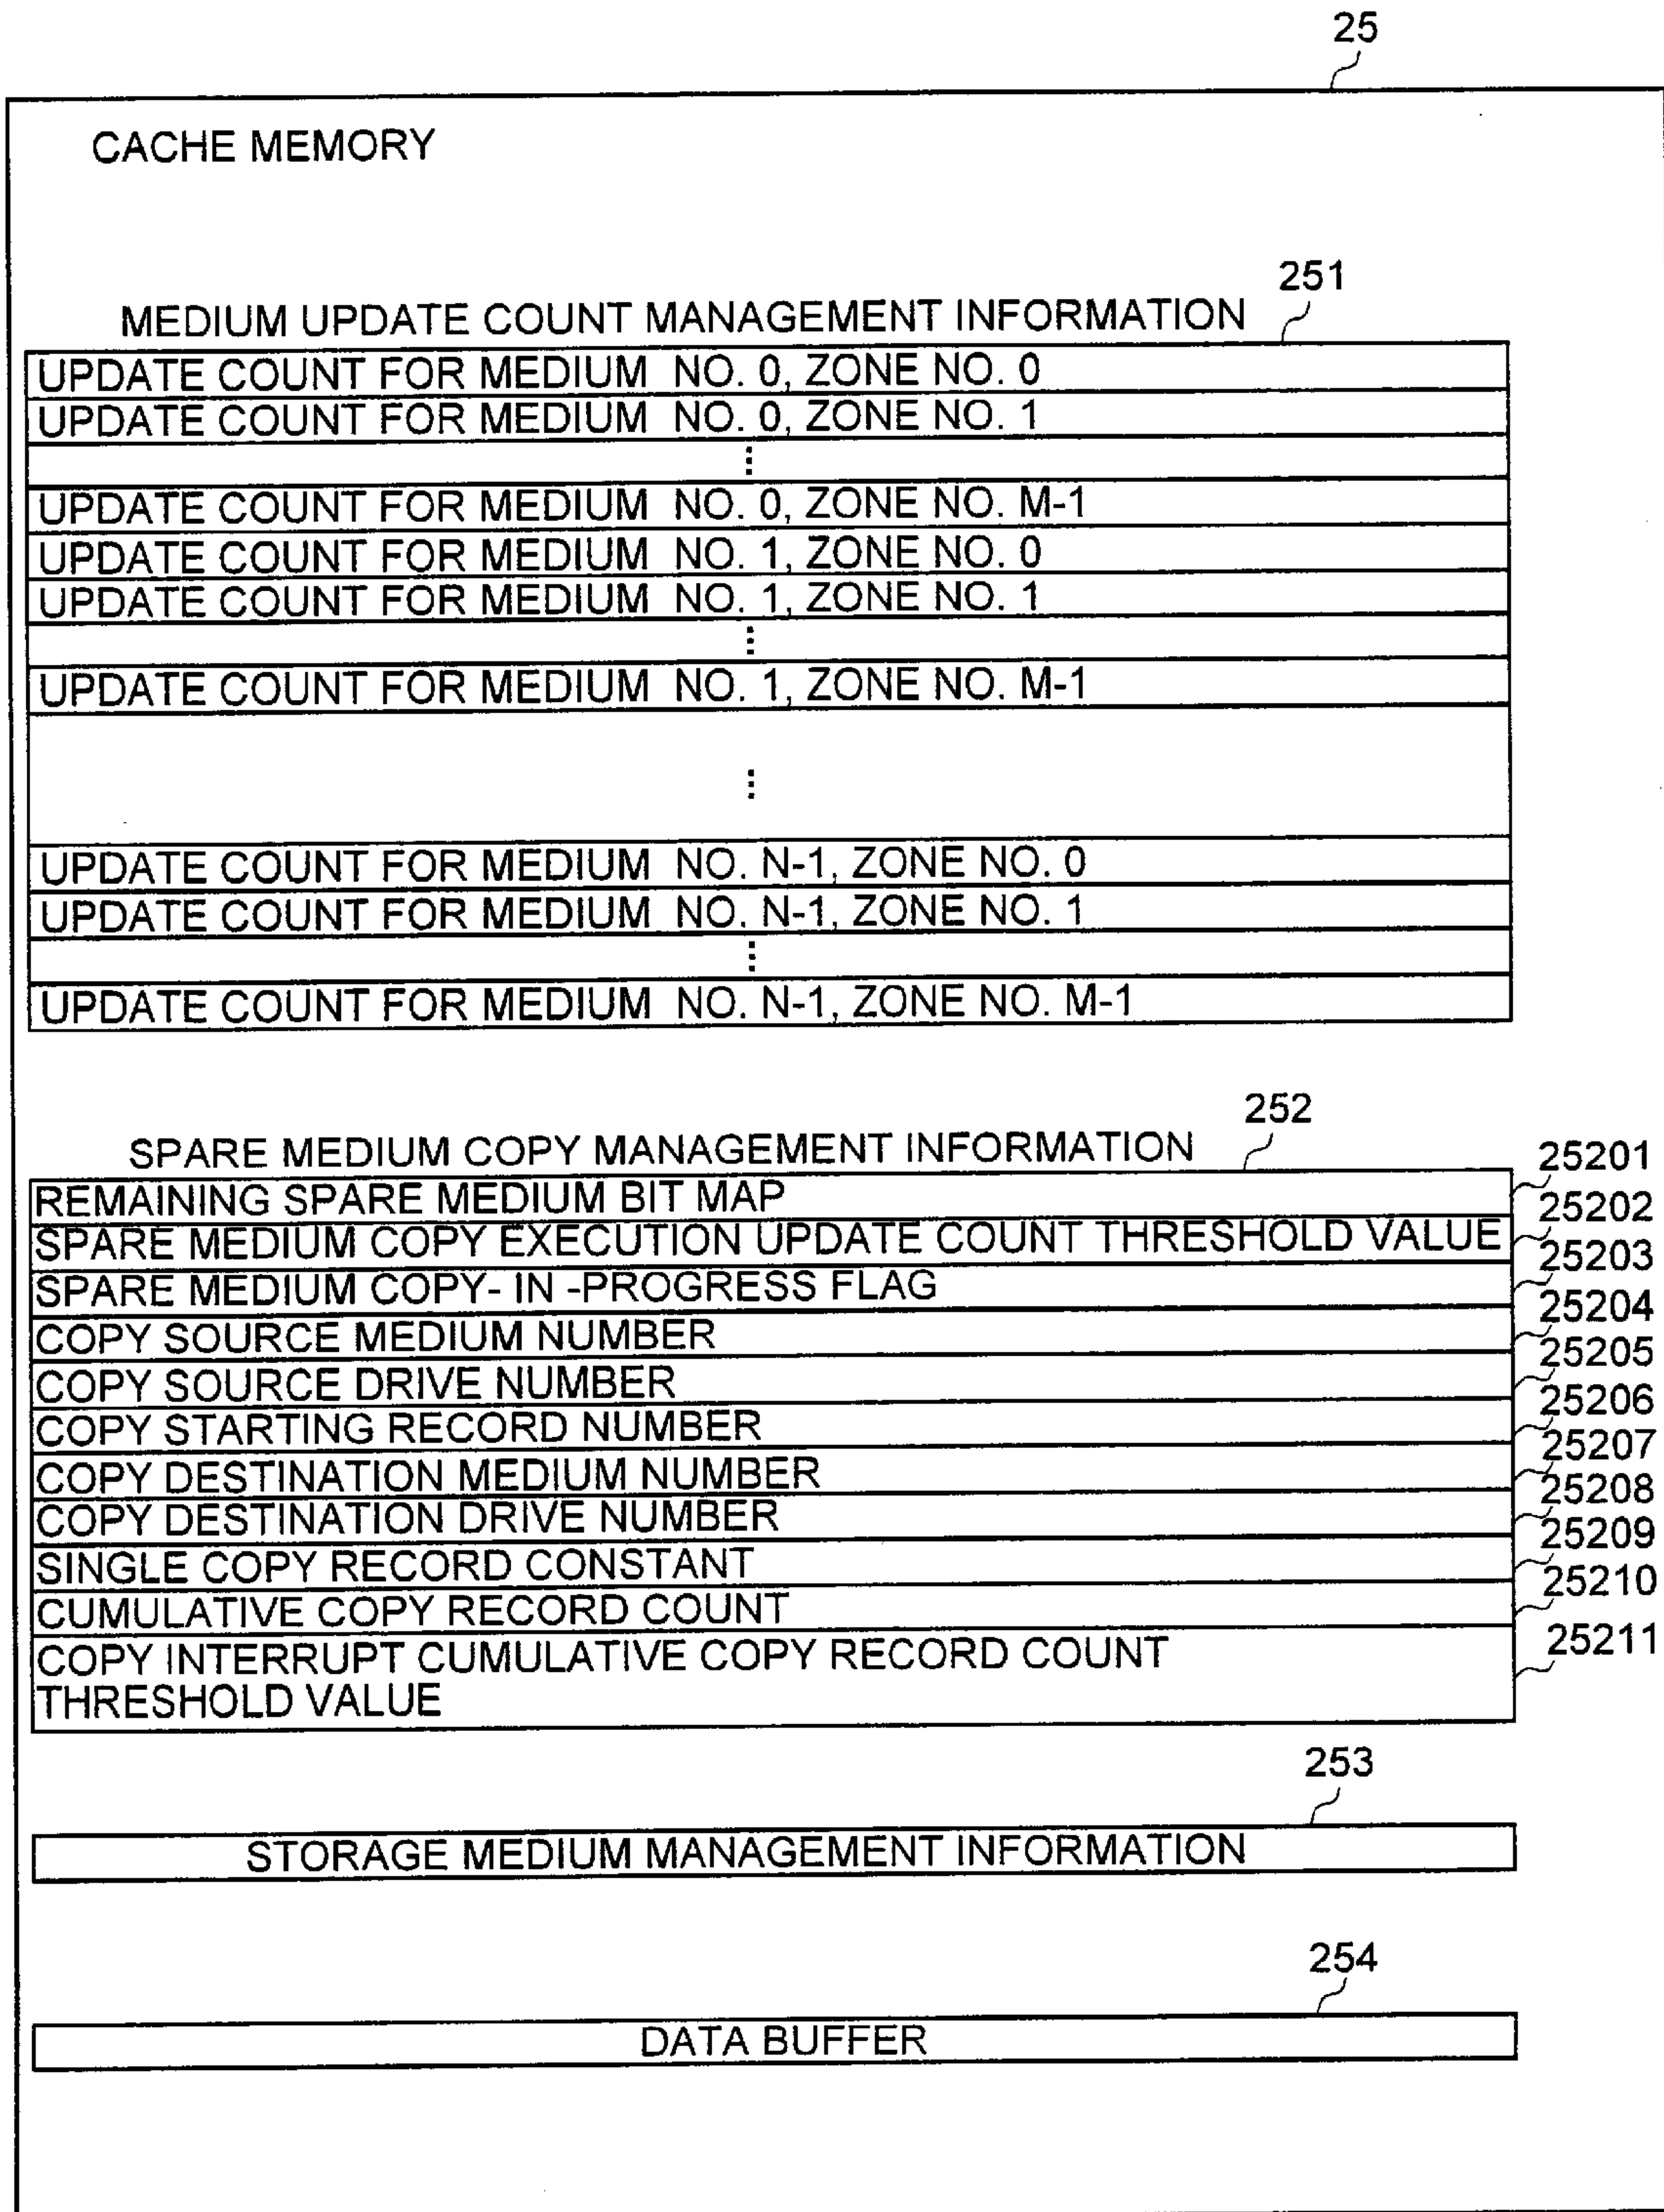 25
CACHE MEMORY
251
MEDIUM UPDATE COUNT MANAGEMENT INFORMATION
UPDATE COUNT FOR MEDIUM NO. 0, ZONE NO. 0
UPDATE COUNT FOR MEDIUM NO. 0, ZONE NO. 1
⋮
UPDATE COUNT FOR MEDIUM NO. 0, ZONE NO. M-1
UPDATE COUNT FOR MEDIUM NO. 1, ZONE NO. 0
UPDATE COUNT FOR MEDIUM NO. 1, ZONE NO. 1
⋮
UPDATE COUNT FOR MEDIUM NO. 1, ZONE NO. M-1
⋮
UPDATE COUNT FOR MEDIUM NO. N-1, ZONE NO. 0
UPDATE COUNT FOR MEDIUM NO. N-1, ZONE NO. 1
⋮
UPDATE COUNT FOR MEDIUM NO. N-1, ZONE NO. M-1
252
SPARE MEDIUM COPY MANAGEMENT INFORMATION
REMAINING SPARE MEDIUM BIT MAP 25201
SPARE MEDIUM COPY EXECUTION UPDATE COUNT THRESHOLD VALUE 25202
SPARE MEDIUM COPY- IN -PROGRESS FLAG 25203
COPY SOURCE MEDIUM NUMBER 25204
COPY SOURCE DRIVE NUMBER 25205
COPY STARTING RECORD NUMBER 25206
COPY DESTINATION MEDIUM NUMBER 25207
COPY DESTINATION DRIVE NUMBER 25208
SINGLE COPY RECORD CONSTANT 25209
CUMULATIVE COPY RECORD COUNT 25210
COPY INTERRUPT CUMULATIVE COPY RECORD COUNT 25211
THRESHOLD VALUE
253
STORAGE MEDIUM MANAGEMENT INFORMATION
254
DATA BUFFER